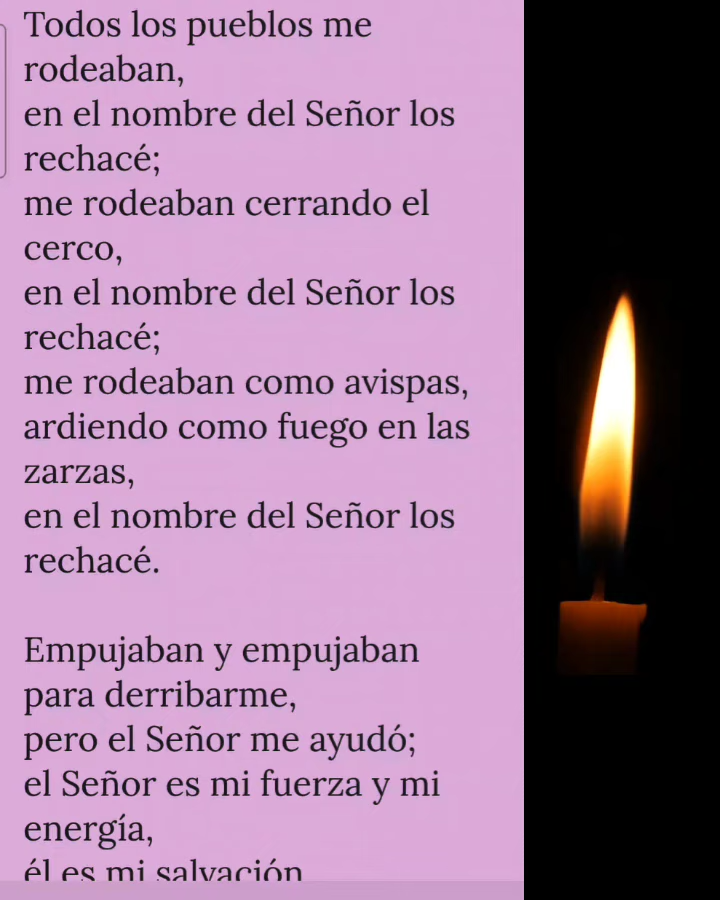 Todos los pueblos me
rodeaban,
en el nombre del Señor los
rechacé;
me rodeaban cerrando el
cerco,
en el nombre del Señor los
rechacé;
me rodeaban como avispas,
ardiendo como fuego en las
zarzas,
en el nombre del Señor los
rechacé.
Empujaban y empujaban
para derribarme,
pero el Señor me ayudó;
el Señor es mi fuerza y mi
energía,
él es mi salvación